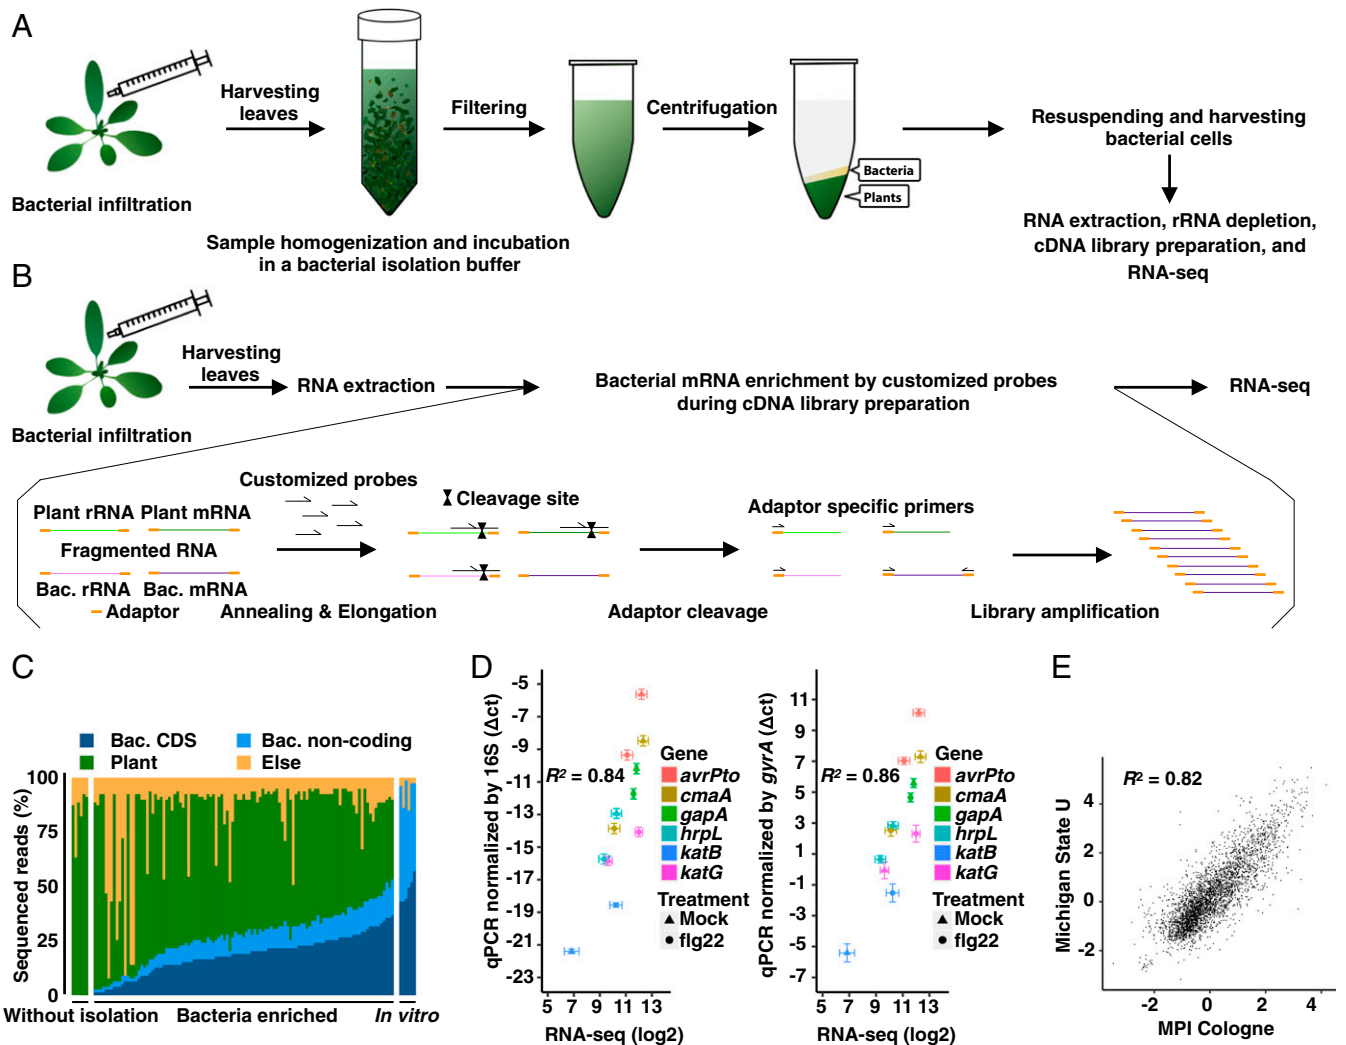 A
Harvesting
leaves
Filtering
Centrifugation
Bacteria
Plants
Resuspending and harvesting
bacterial cells
RNA extraction, rRNA depletion,
cDNA library preparation, and
RNA-seq
Bacterial infiltration
Sample homogenization and incubation
in a bacterial isolation buffer
B
Harvesting
leaves
RNA extraction
Bacterial mRNA enrichment by customized probes
during cDNA library preparation
RNA-seq
Bacterial infiltration
Customized probes
Plant rRNA Plant mRNA
Fragmented RNA
Bac. rRNA Bac. mRNA
Adaptor
Annealing & Elongation
Cleavage site
Adaptor cleavage
Adaptor specific primers
Library amplification
C
Bac. CDS
Bac. non-coding
Plant
Else
Sequenced reads (%)
100
75
50
25
0
Without isolation
Bacteria enriched
In vitro
D
qPCR normalized by 16S (Δct)
-5
-7
-9
-11
-13
-15
-17
-19
-21
-23
R² = 0.84
5 7 9 11 13
RNA-seq (log2)
Gene
avrPto
cmaA
gapA
hrpL
katB
katG
Treatment
Mock
flg22
qPCR normalized by gyrA (Δct)
11
9
7
5
3
1
-1
-3
-5
-7
R² = 0.86
5 7 9 11 13
RNA-seq (log2)
Gene
avrPto
cmaA
gapA
hrpL
katB
katG
Treatment
Mock
flg22
E
R² = 0.82
Michigan State U
4
2
0
-2
-2 0 2 4
MPI Cologne